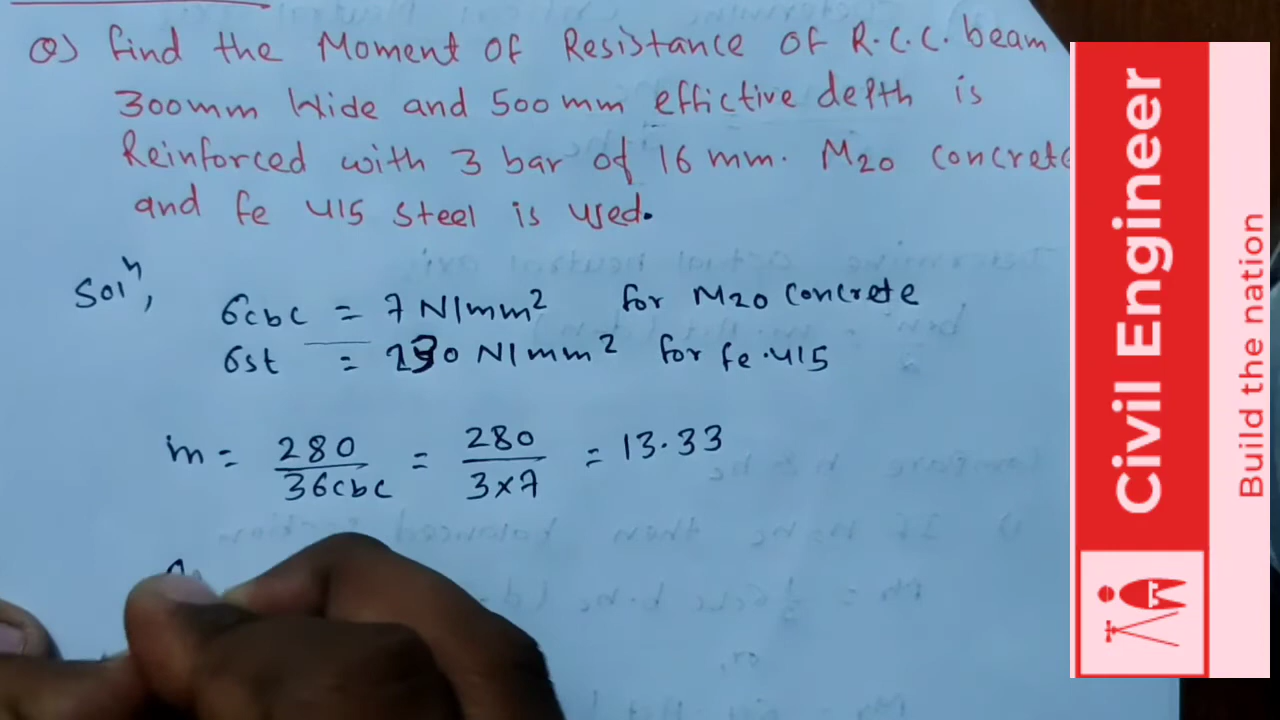 Q) Find the Moment of Resistance of R.C.C. beam
300mm Wide and 500mm effictive depth is
Reinforced with 3 bar of 16 mm. M20 concrete
and fe 415 steel is used.
Solⁿ,
σcbc = 7 N/mm² for M20 Concrete
σst = 230 N/mm² for fe.415
m = 280/3σcbc = 280/3×7 = 13.33
Civil Engineer
Build the nation